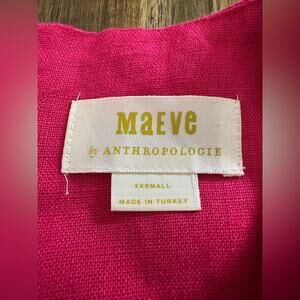 MaEVe
by ANTHROPOLOGIE
XXSMALL
MADE IN TURKEY